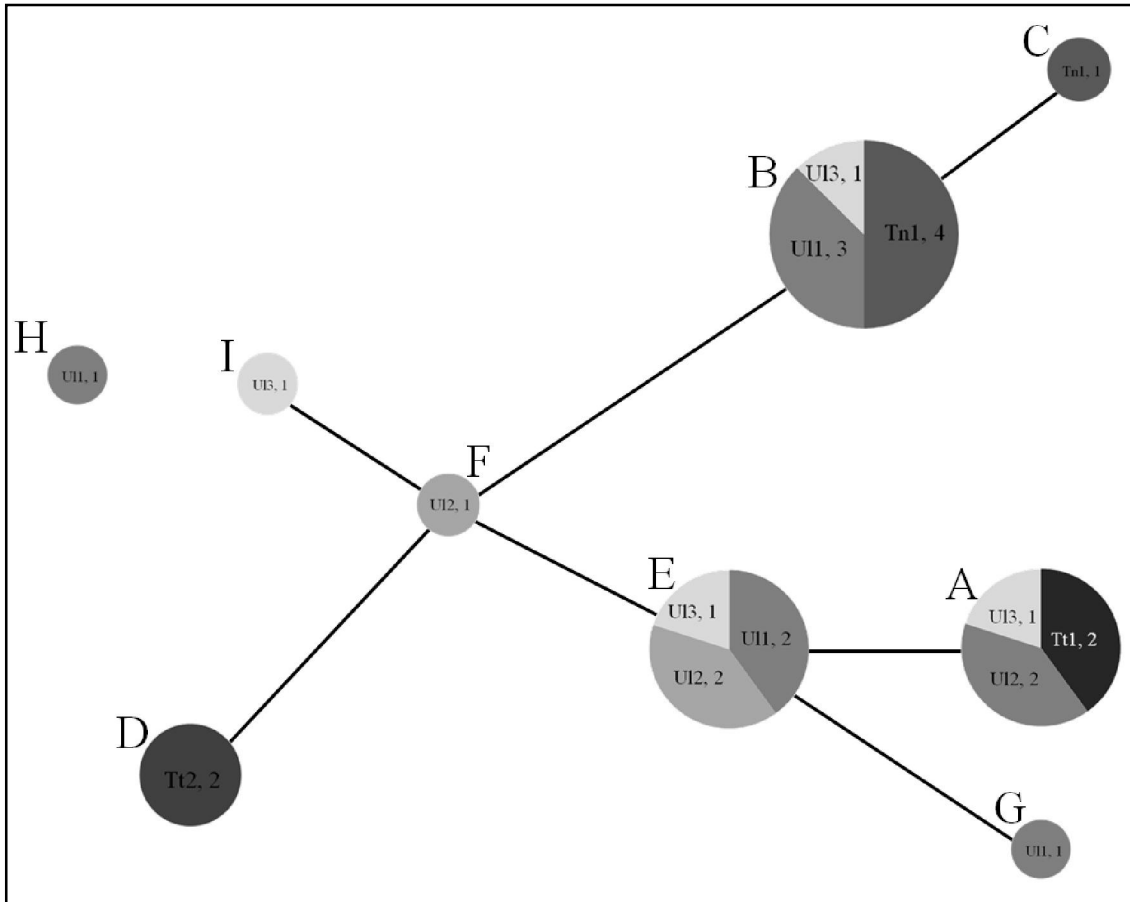 C
Tn1, 1
B
Ul3, 1
Ul1, 3
Tn1, 4
H
Ul1, 1
I
Ul3, 1
F
Ul2, 1
E
Ul3, 1
Ul1, 2
Ul2, 2
A
Ul3, 1
Tt1, 2
Ul2, 2
D
Tt2, 2
G
Ul1, 1